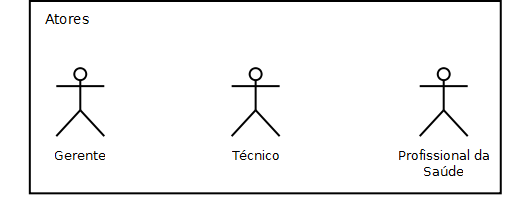 Atores
Gerente
Técnico
Profissional da
Saúde